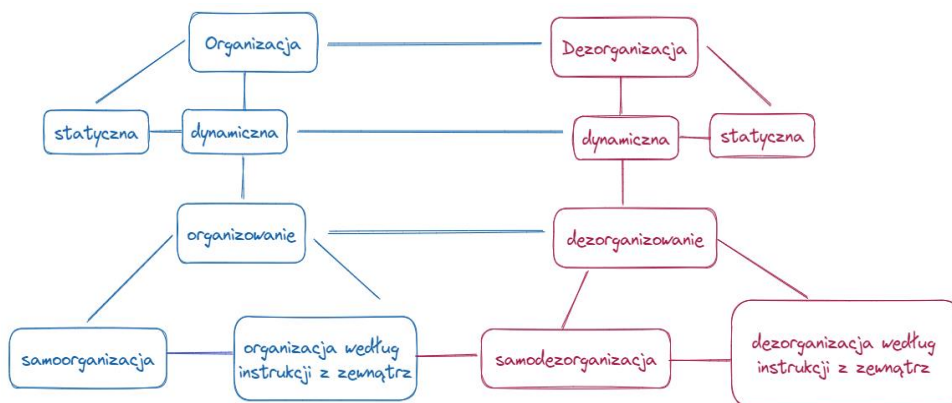 Organizacja
Dezorganizacja
statyczna
dynamiczna
dynamiczna
statyczna
organizowanie
dezorganizowanie
samoorganizacja
organizacja według
instrukcji z zewnątrz
samodezorganizacja
dezorganizacja według
instrukcji z zewnątrz